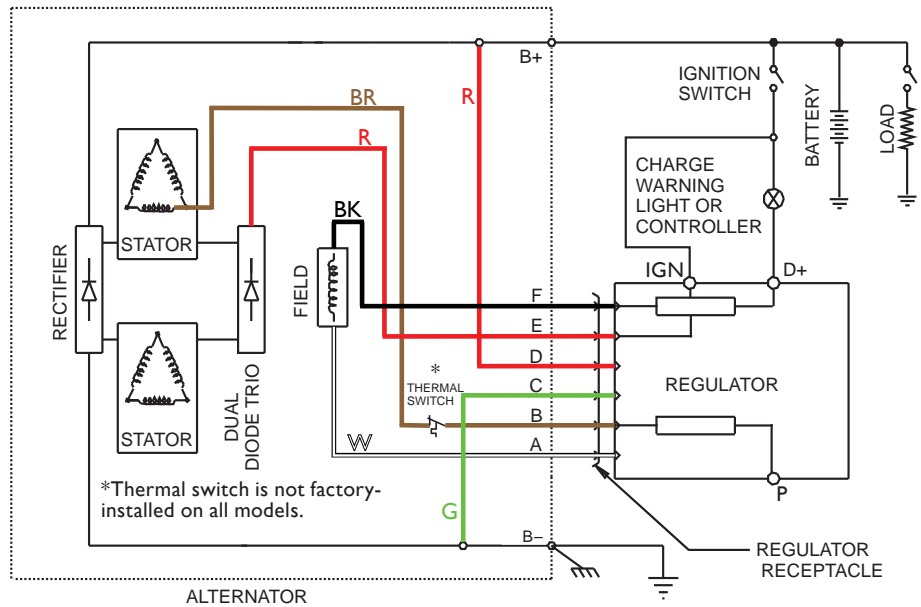 B+
IGNITION
SWITCH
BATTERY
LOAD
BR
R
R
CHARGE
WARNING
LIGHT OR
CONTROLLER
STATOR
RECTIFIER
BK
FIELD
IGN
D+
F
E
D
*
THERMAL
SWITCH
C
REGULATOR
B
A
W
STATOR
DUAL
DIODE TRIO
*Thermal switch is not factory-
installed on all models.
P
G
B–
REGULATOR
RECEPTACLE
ALTERNATOR